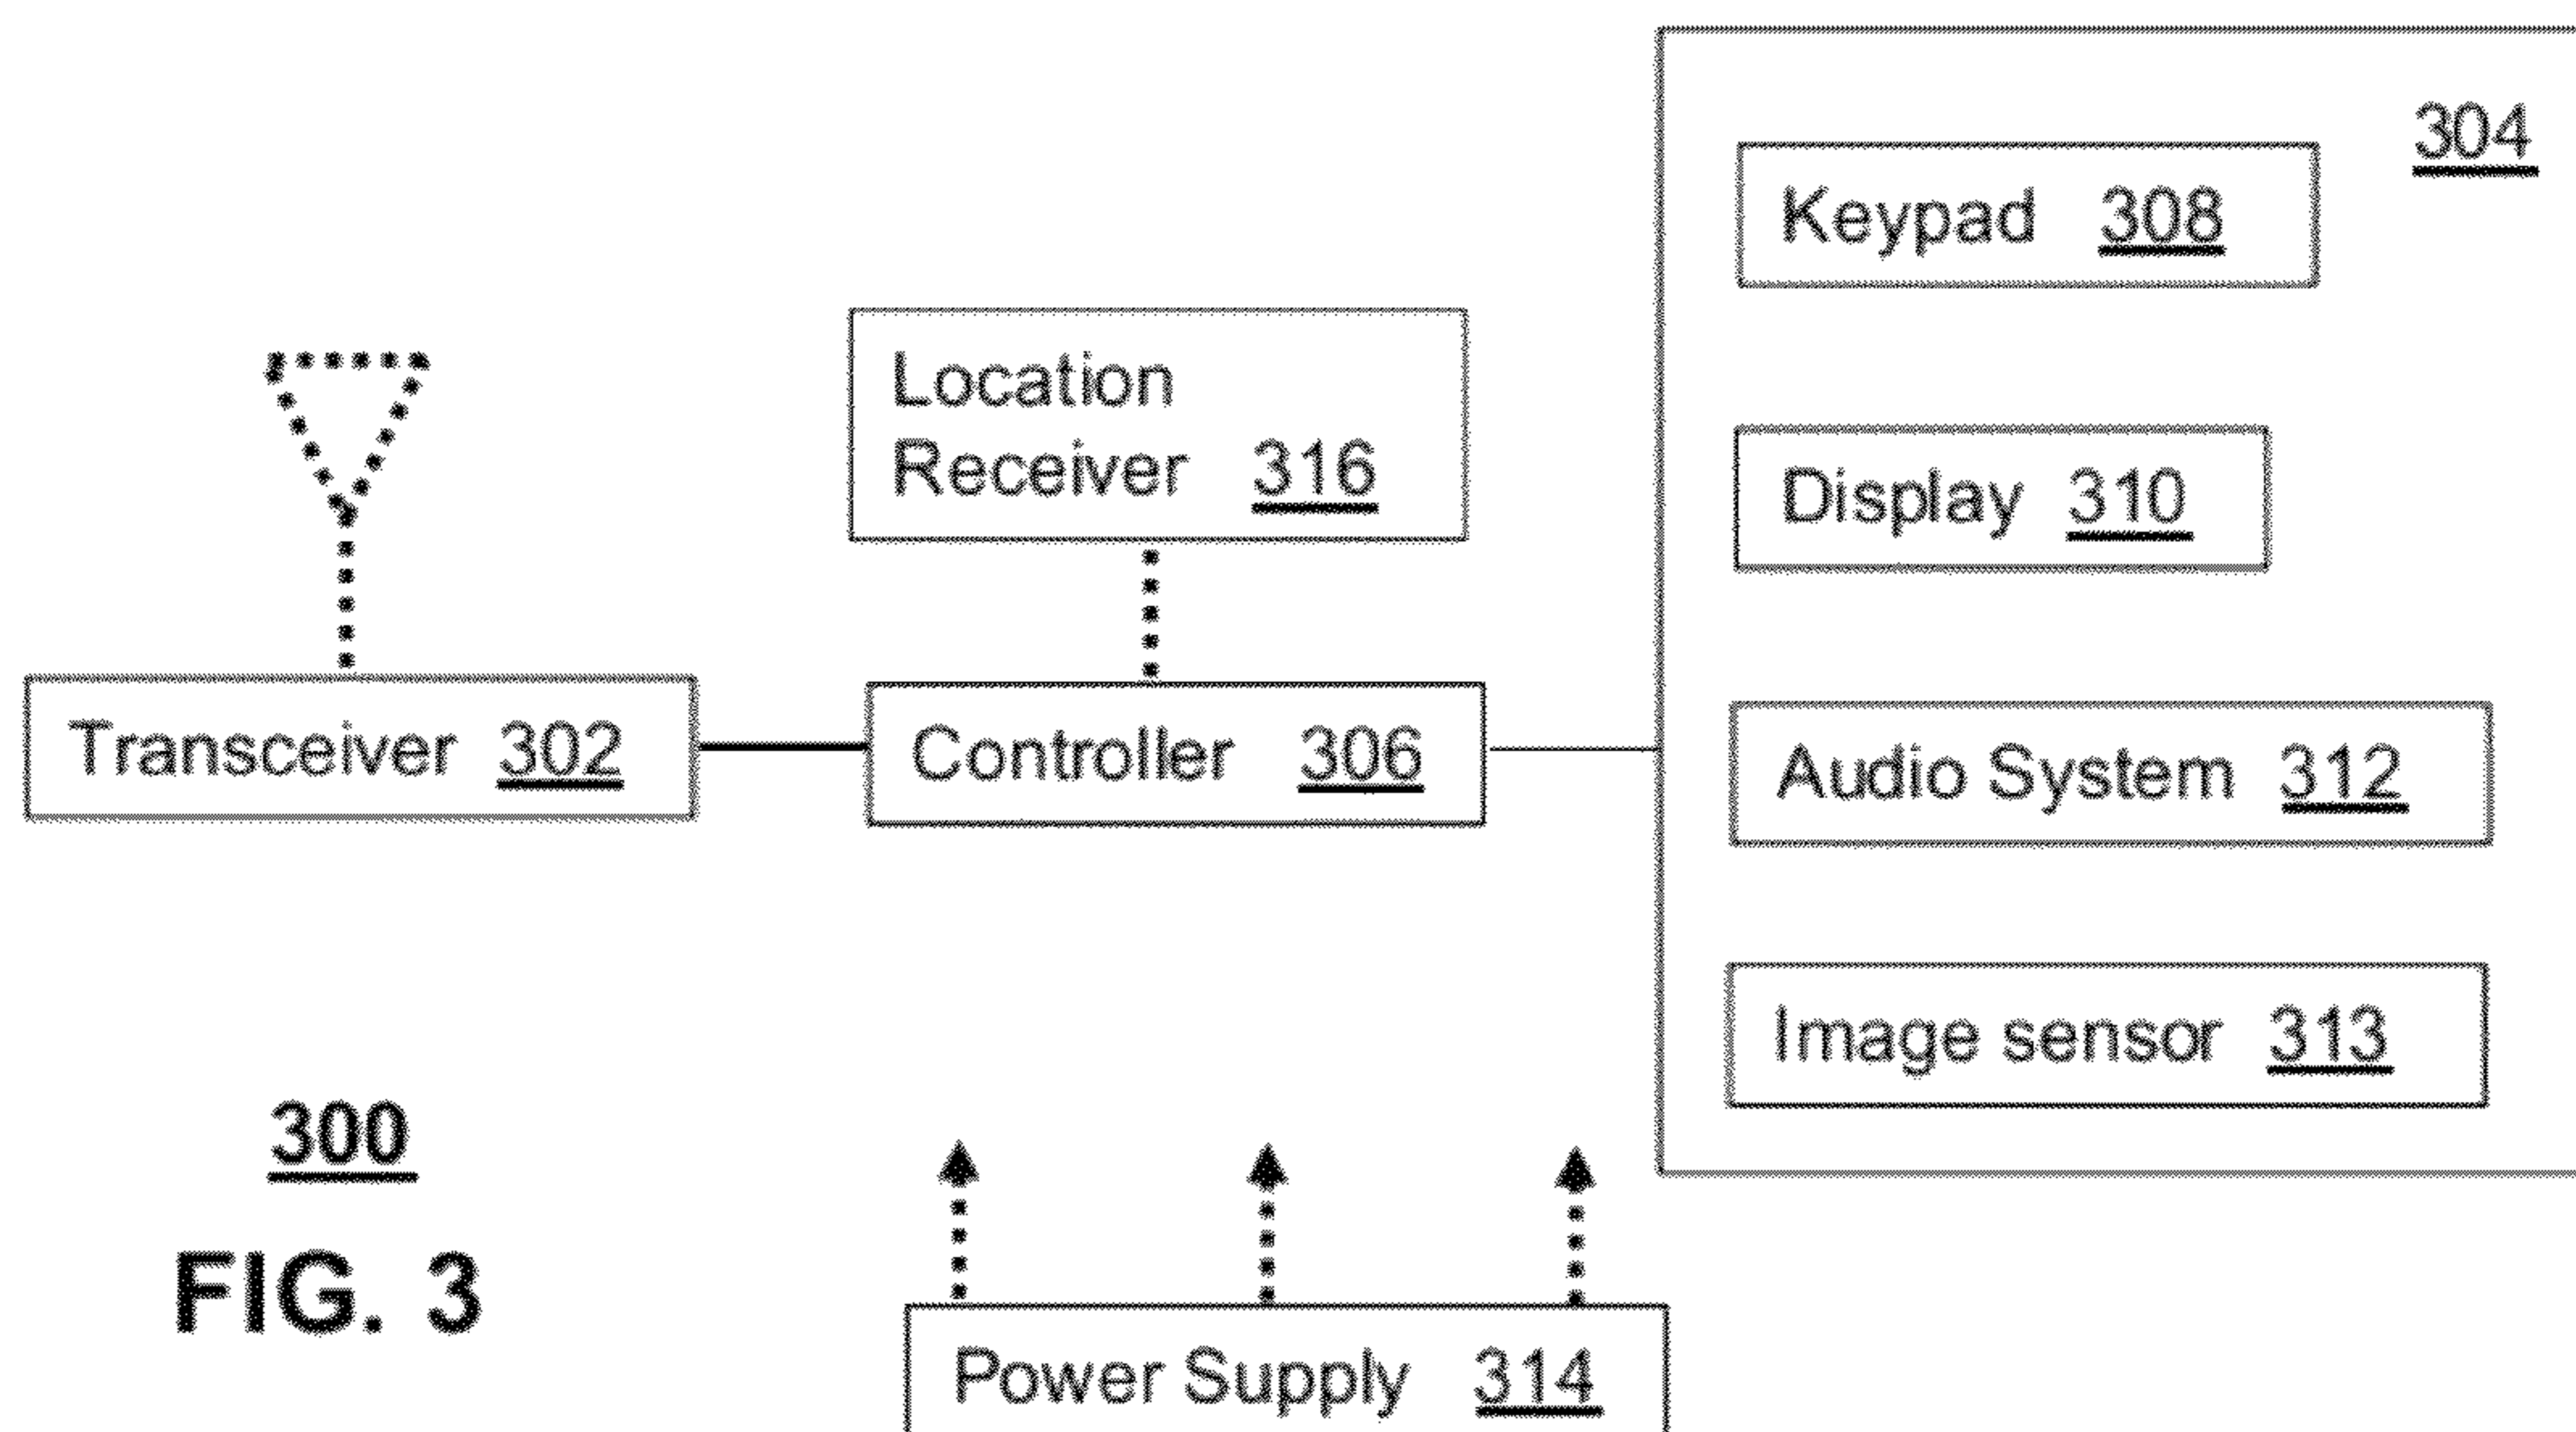 304
Keypad 308
Location
Receiver 316
Display 310
Transceiver 302
Controller 306
Audio System 312
Image sensor 313
300
FIG. 3
Power Supply 314